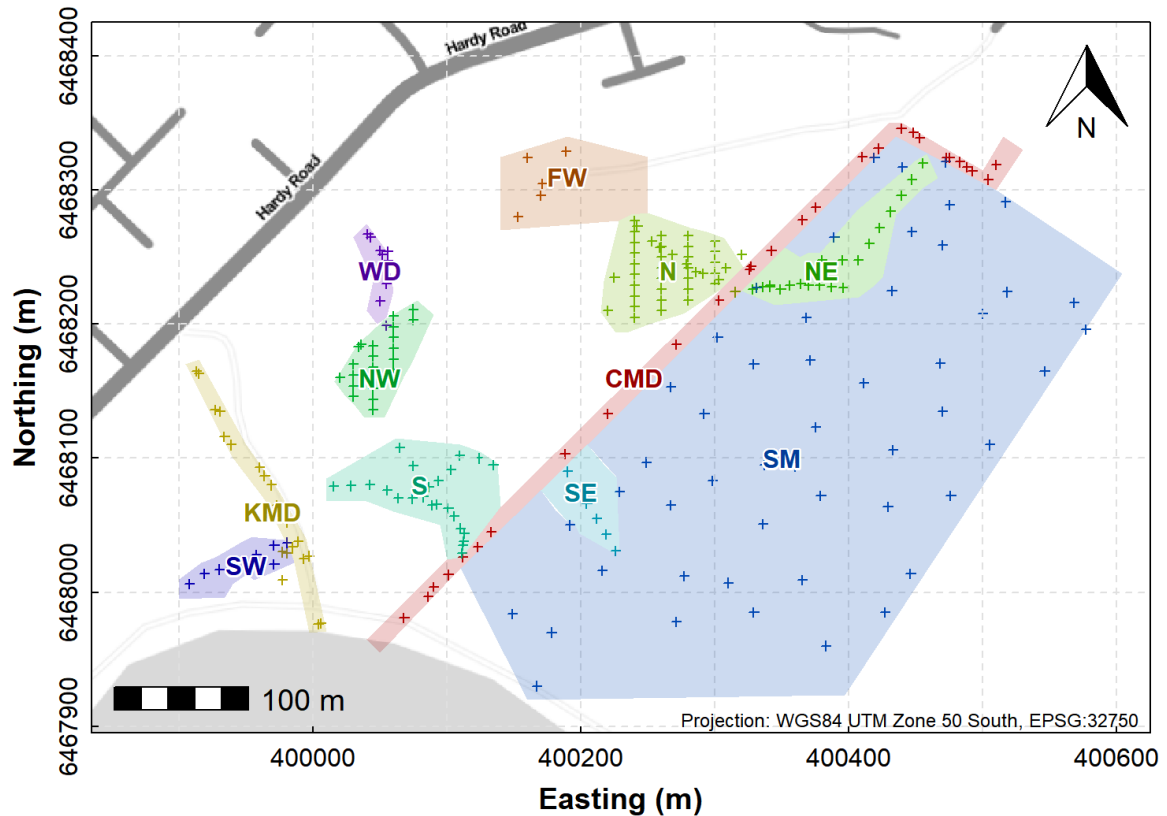 Hardy Road
Hardy Road
N
FW
WD
N
NE
NW
CMD
SM
S
SE
KMD
SW
100 m
Projection: WGS84 UTM Zone 50 South, EPSG:32750
6468400
6468300
6468200
6468100
6468000
6467900
Northing (m)
400000
400200
400400
400600
Easting (m)